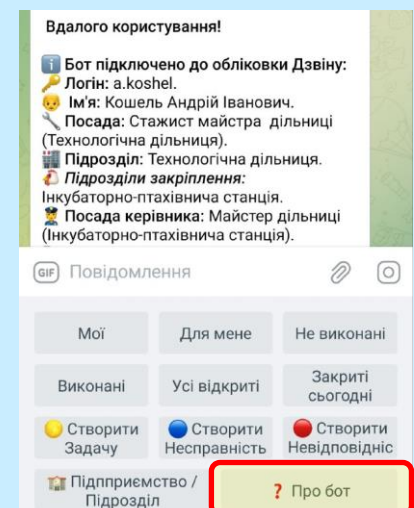 Вдалого користування!
Бот підключено до обліковки Дзвіну:
Логін: a.koshel.
Ім'я: Кошель Андрій Іванович.
Посада: Стажист майстра дільниці
(Технологічна дільниця).
Підрозділ: Технологічна дільниця.
Підрозділи закріплення:
Інкубаторно-птахівнича станція.
Посада керівника: Майстер дільниці
(Інкубаторно-птахівнича станція).
GIF Повідомлення
Мої Для мене Не виконані
Виконані Усі відкриті Закриті
сьогодні
Створити Створити Створити
Задачу Несправність Невідповідніс
Підпприємство / ? Про бот
Підрозділ